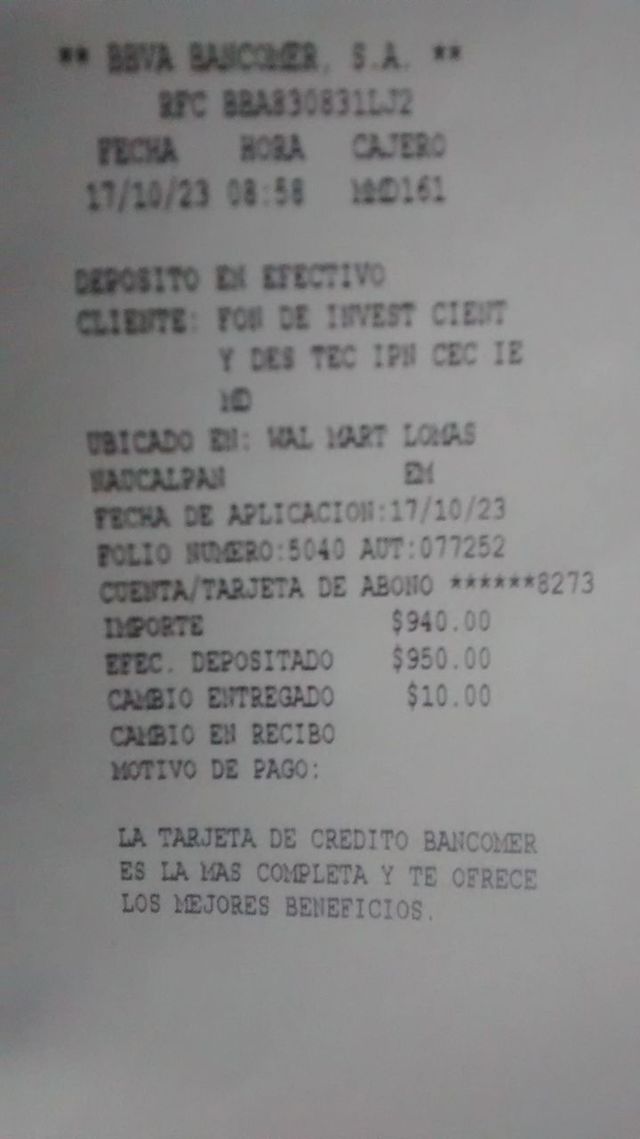 ** BBVA BANCOMER, S.A. **
RFC BBA830831LJ2
FECHA HORA CAJERO
17/10/23 08:58 MMD161
DEPOSITO EN EFECTIVO
CLIENTE: FON DE INVEST CIENT
Y DES TEC IPN CEC IE
MD
UBICADO EN: WAL MART LOMAS
NAUCALPAN EM
FECHA DE APLICACION:17/10/23
FOLIO NUMERO:5040 AUT:077252
CUENTA/TARJETA DE ABONO ******8273
IMPORTE $940.00
EFEC. DEPOSITADO $950.00
CAMBIO ENTREGADO $10.00
CAMBIO EN RECIBO
MOTIVO DE PAGO:
LA TARJETA DE CREDITO BANCOMER
ES LA MAS COMPLETA Y TE OFRECE
LOS MEJORES BENEFICIOS.